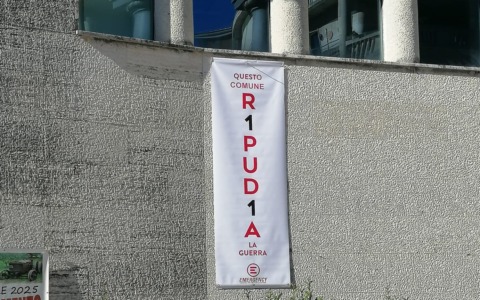 QUESTO
COMUNE
R
1
P
U
D
1
A
LA
GUERRA
E
EMERGENCY
E 2025